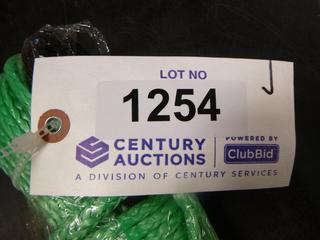 LOT NO
1254
CENTURY
AUCTIONS
POWERED BY
ClubBid
A DIVISION OF CENTURY SERVICES